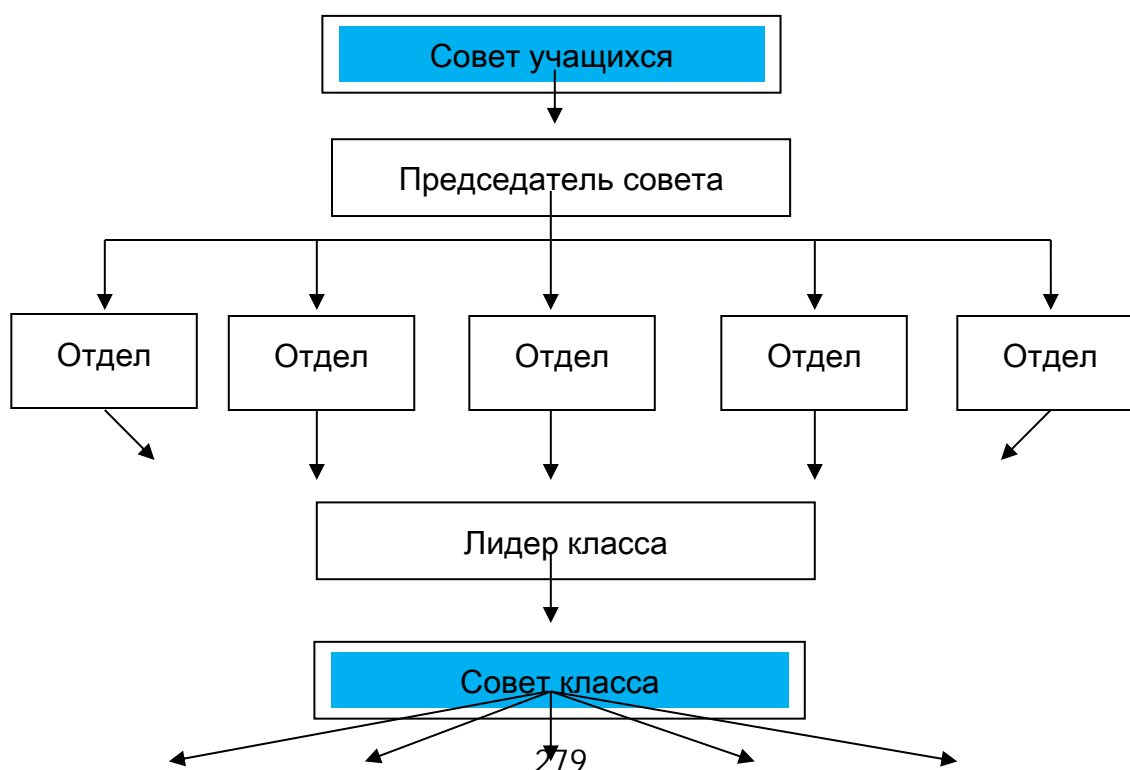 Совет учащихся
Председатель совета
Отдел Отдел Отдел Отдел Отдел
Лидер класса
Совет класса
279